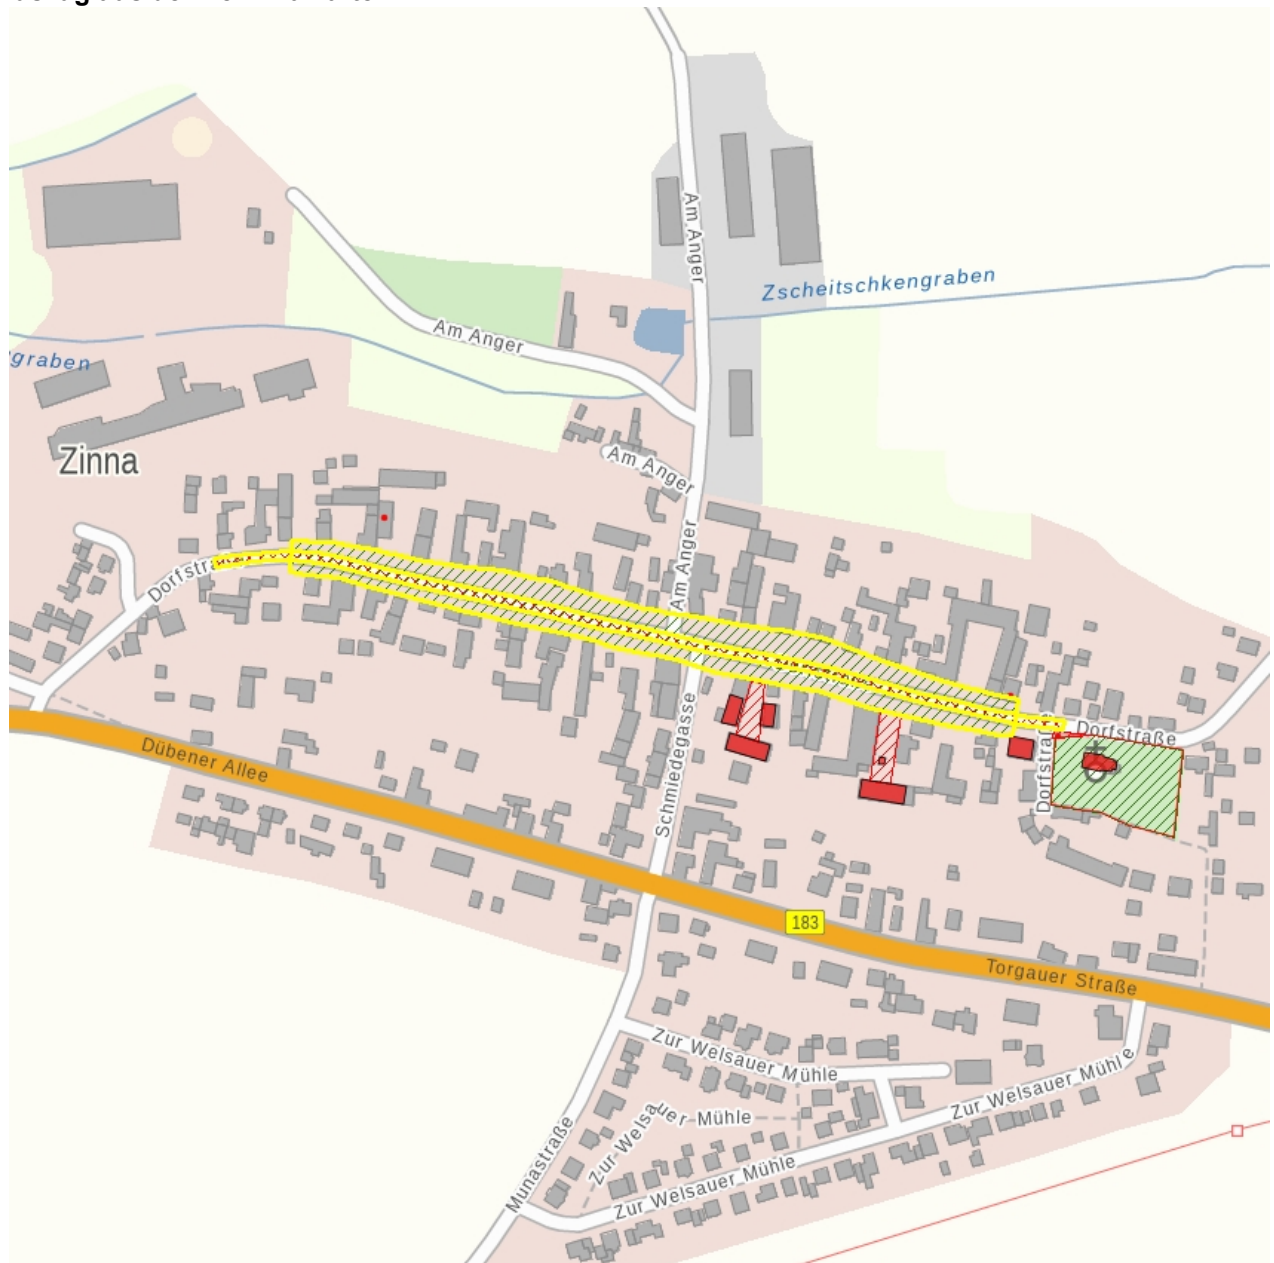 Am Anger
Zscheitschkengraben
Am Anger
graben
Zinna
Am Anger
Am Anger
Dorfstra
Dorfstraße
Dorfstraße
Schmiedegasse
Dübener Allee
183
Torgauer Straße
Zur Welsauer Mühle
Zur Welsauer Mühle
Zur Welsauer Mühle
Munastraße
Zur Welsauer Mühle